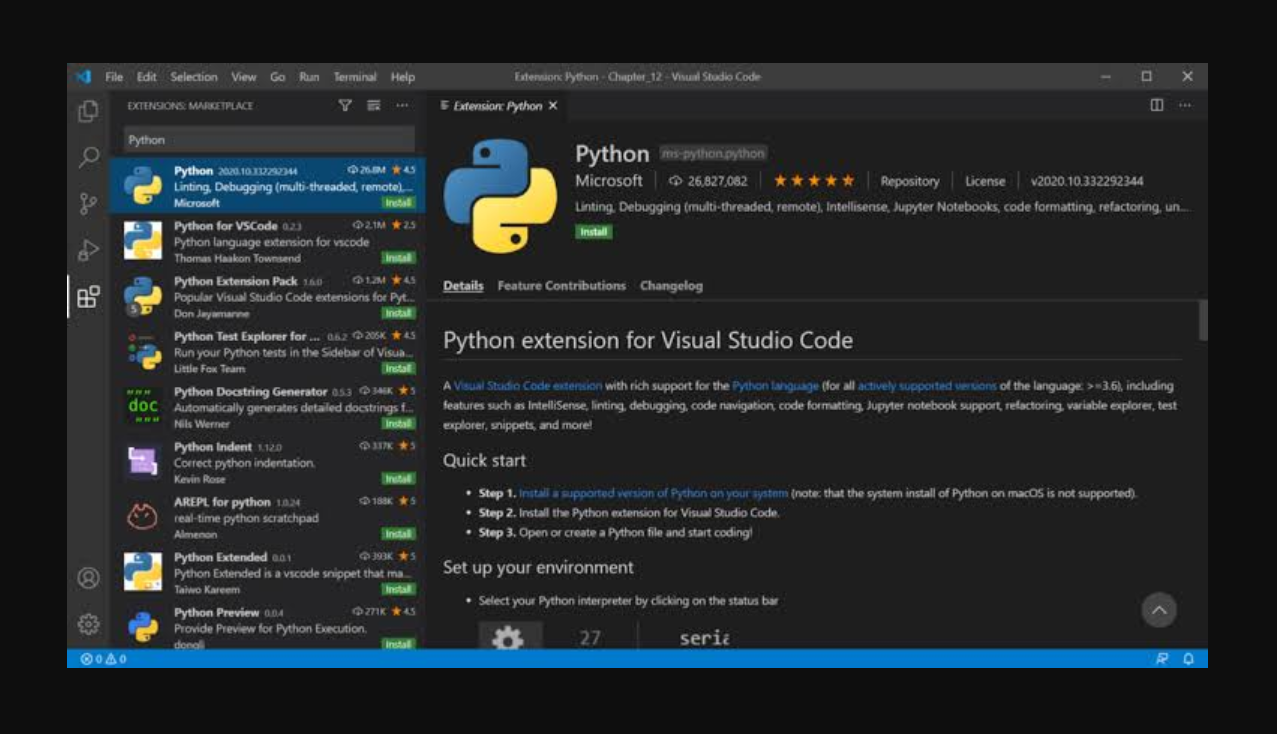 File Edit Selection View Go Run Terminal Help
Extension: Python - Chapter_12 - Visual Studio Code
EXTENSIONS: MARKETPLACE
Python
Python 2020.10.332292344 26.8M 4.5
Linting, Debugging (multi-threaded, remote),...
Microsoft Install
Python for VSCode 0.2.3 2.1M 2.5
Python language extension for vscode
Thomas Haakon Townsend Install
Python Extension Pack 1.6.0 1.2M 4.5
Popular Visual Studio Code extensions for Pyt...
Don Jayamanne Install
Python Test Explorer for ... 0.6.2 205K 4.5
Run your Python tests in the Sidebar of Visua...
Little Fox Team Install
Python Docstring Generator 0.5.3 346K 5
Automatically generates detailed docstrings f...
Nils Werner Install
Python Indent 1.12.0 337K 5
Correct python indentation.
Kevin Rose Install
AREPL for python 1.0.24 188K 5
real-time python scratchpad
Almenon Install
Python Extended 0.0.1 393K 5
Python Extended is a vscode snippet that ma...
Taiwo Kareem Install
Python Preview 0.0.4 271K 4.5
Provide Preview for Python Execution.
dongli Install
Extension: Python
Python ms-python.python
Microsoft 26,827,082 Repository License v2020.10.332292344
Linting, Debugging (multi-threaded, remote), Intellisense, Jupyter Notebooks, code formatting, refactoring, un...
Install
Details Feature Contributions Changelog
Python extension for Visual Studio Code
A Visual Studio Code extension with rich support for the Python language (for all actively supported versions of the language: >=3.6), including
features such as IntelliSense, linting, debugging, code navigation, code formatting, Jupyter notebook support, refactoring, variable explorer, test
explorer, snippets, and more!
Quick start
• Step 1. Install a supported version of Python on your system (note: that the system install of Python on macOS is not supported).
• Step 2. Install the Python extension for Visual Studio Code.
• Step 3. Open or create a Python file and start coding!
Set up your environment
• Select your Python interpreter by clicking on the status bar
27 seria
doc
5
0 0